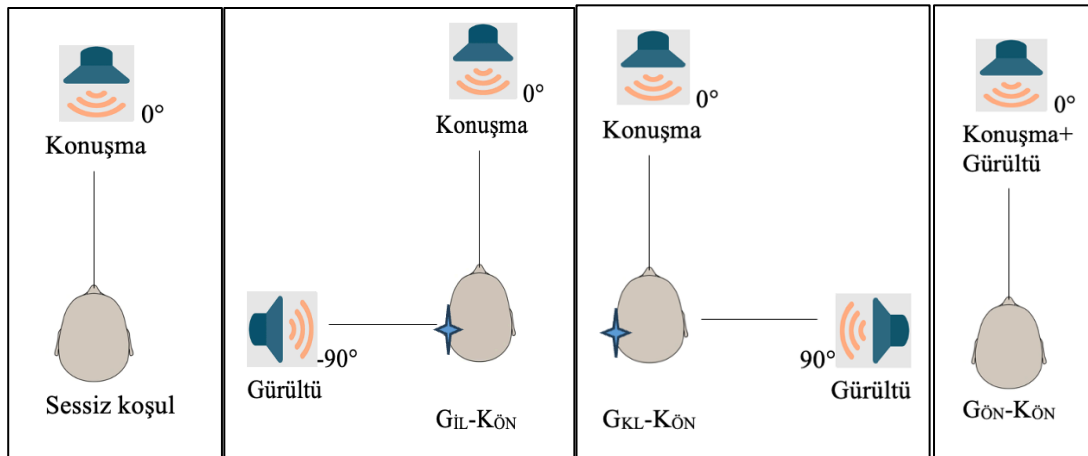 0°
Konuşma
Sessiz koşul
0°
Konuşma
-90°
Gürültü
GİL-KÖN
0°
Konuşma
90°
Gürültü
GKL-KÖN
0°
Konuşma+
Gürültü
GÖN-KÖN